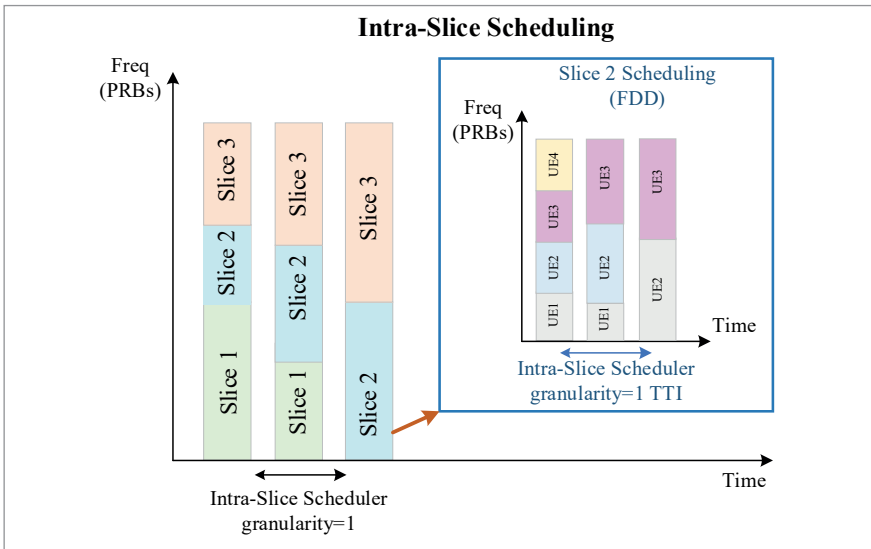 Intra-Slice Scheduling
Freq
(PRBs)
Slice 3
Slice 2
Slice 1
Slice 3
Slice 2
Slice 1
Slice 3
Slice 2
Time
Intra-Slice Scheduler
granularity=1
Slice 2 Scheduling
(FDD)
Freq
(PRBs)
UE4
UE3
UE2
UE1
UE3
UE2
UE1
UE3
UE2
Time
Intra-Slice Scheduler
granularity=1 TTI